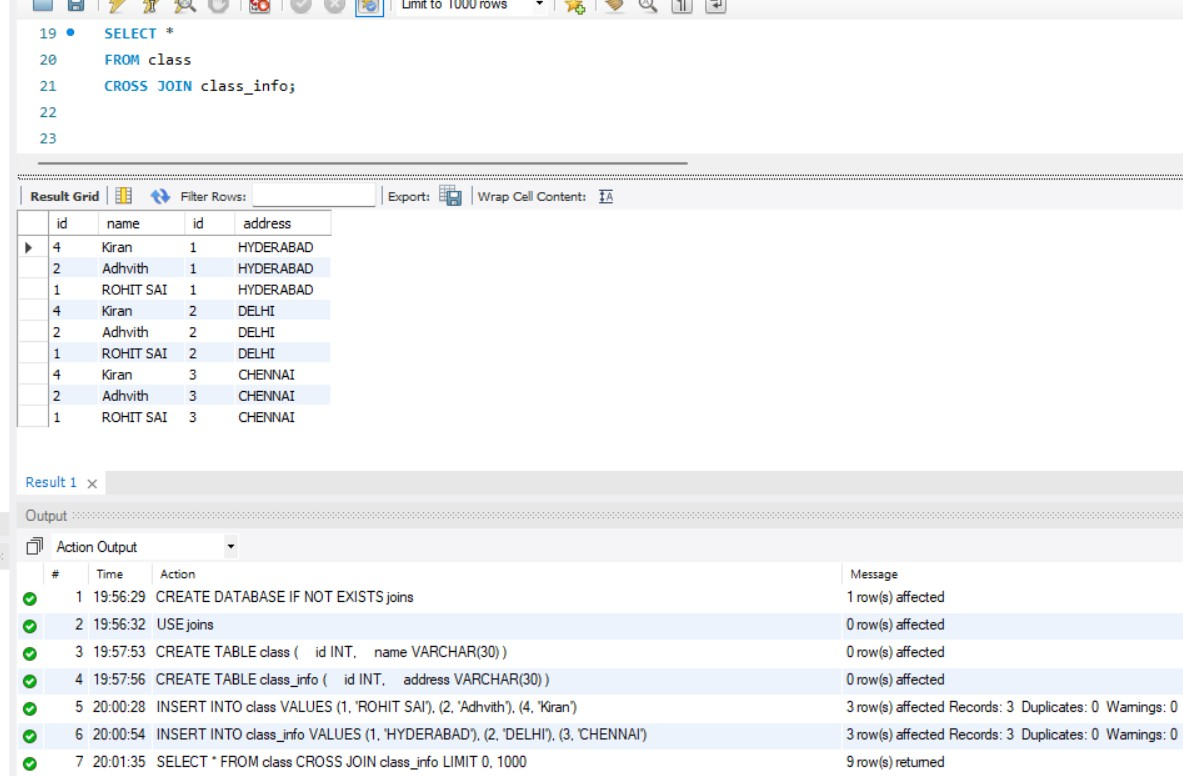 Limit to 1000 rows
19 SELECT *
20 FROM class
21 CROSS JOIN class_info;
22
23
Result Grid Filter Rows: Export: Wrap Cell Content: IA
id name id address
4 Kiran 1 HYDERABAD
2 Adhvith 1 HYDERABAD
1 ROHIT SAI 1 HYDERABAD
4 Kiran 2 DELHI
2 Adhvith 2 DELHI
1 ROHIT SAI 2 DELHI
4 Kiran 3 CHENNAI
2 Adhvith 3 CHENNAI
1 ROHIT SAI 3 CHENNAI
Result 1 ×
Output
Action Output
# Time Action Message
1 19:56:29 CREATE DATABASE IF NOT EXISTS joins 1 row(s) affected
2 19:56:32 USE joins 0 row(s) affected
3 19:57:53 CREATE TABLE class ( id INT, name VARCHAR(30) ) 0 row(s) affected
4 19:57:56 CREATE TABLE class_info ( id INT, address VARCHAR(30) ) 0 row(s) affected
5 20:00:28 INSERT INTO class VALUES (1, 'ROHIT SAI'), (2, 'Adhvith'), (4, 'Kiran') 3 row(s) affected Records: 3 Duplicates: 0 Warnings: 0
6 20:00:54 INSERT INTO class_info VALUES (1, 'HYDERABAD'), (2, 'DELHI'), (3, 'CHENNAI') 3 row(s) affected Records: 3 Duplicates: 0 Warnings: 0
7 20:01:35 SELECT * FROM class CROSS JOIN class_info LIMIT 0, 1000 9 row(s) returned